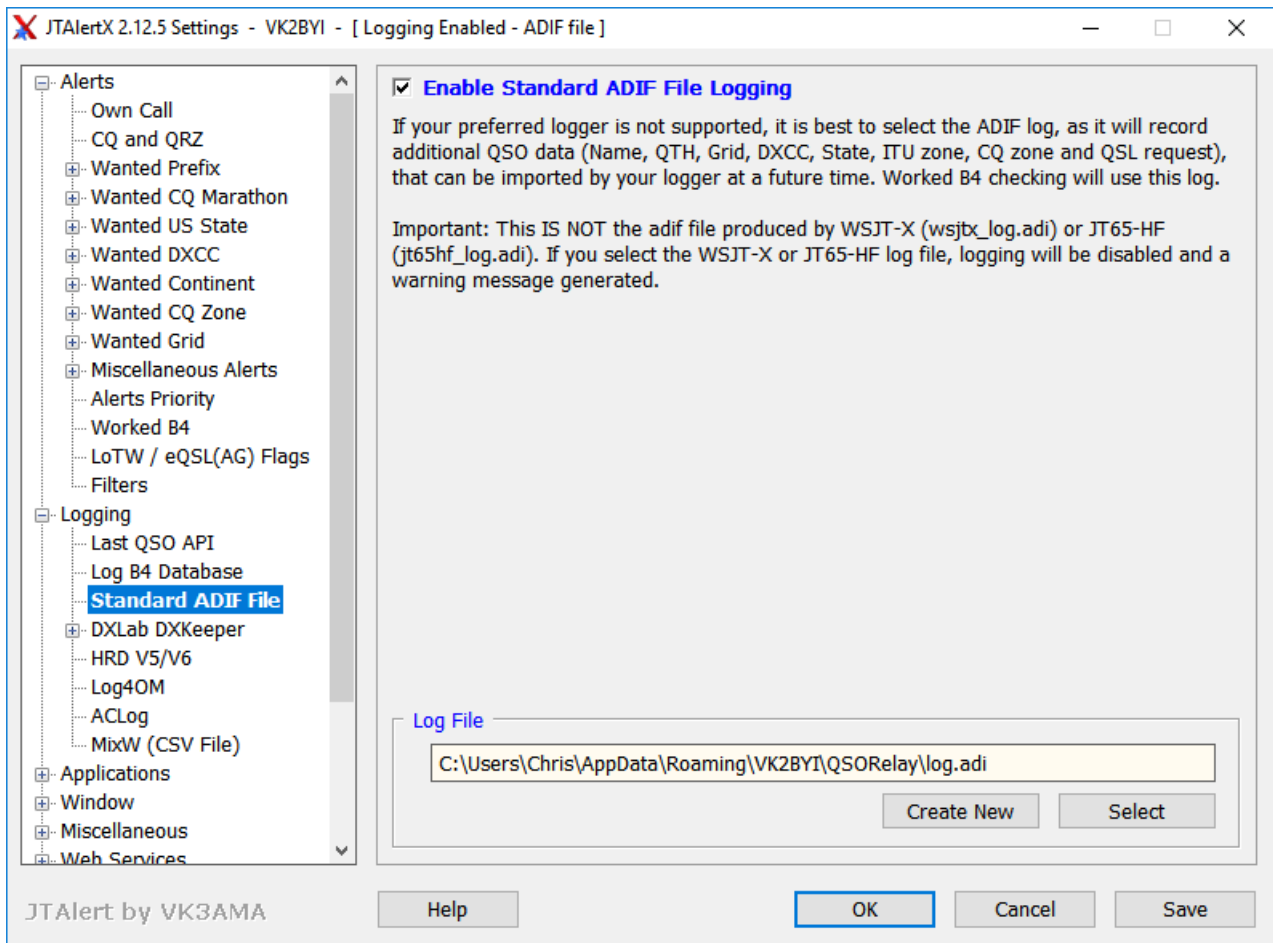 JTAlertX 2.12.5 Settings - VK2BYI - [ Logging Enabled - ADIF file ]
Alerts
Own Call
CQ and QRZ
Wanted Prefix
Wanted CQ Marathon
Wanted US State
Wanted DXCC
Wanted Continent
Wanted CQ Zone
Wanted Grid
Miscellaneous Alerts
Alerts Priority
Worked B4
LoTW / eQSL(AG) Flags
Filters
Logging
Last QSO API
Log B4 Database
Standard ADIF File
DXLab DXKeeper
HRD V5/V6
Log4OM
ACLog
MixW (CSV File)
Applications
Window
Miscellaneous
Web Services
Enable Standard ADIF File Logging
If your preferred logger is not supported, it is best to select the ADIF log, as it will record
additional QSO data (Name, QTH, Grid, DXCC, State, ITU zone, CQ zone and QSL request),
that can be imported by your logger at a future time. Worked B4 checking will use this log.
Important: This IS NOT the adif file produced by WSJT-X (wsjtx_log.adi) or JT65-HF
(jt65hf_log.adi). If you select the WSJT-X or JT65-HF log file, logging will be disabled and a
warning message generated.
Log File
C:\Users\Chris\AppData\Roaming\VK2BYI\QSORelay\log.adi
Create New
Select
JTAlert by VK3AMA
Help
OK
Cancel
Save